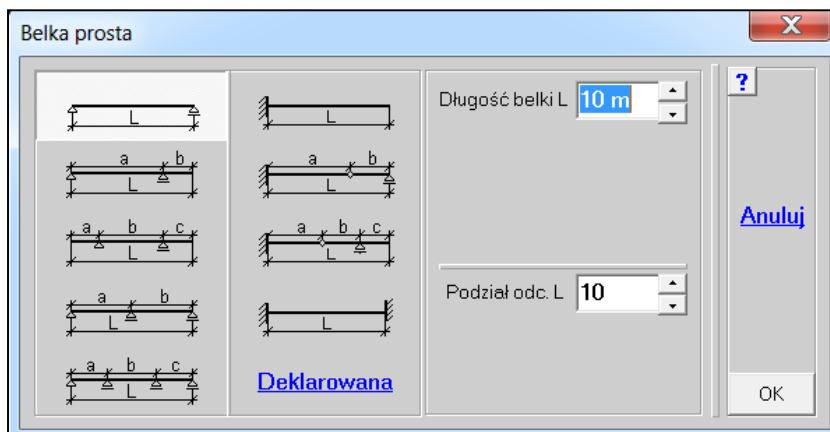 Belka prosta
L
a b
L
a b c
L
a b
L
a b c
L
L
a b
L
a b c
L
L
Deklarowana
Długość belki L 10 m
Podział odc. L 10
?
Anuluj
OK